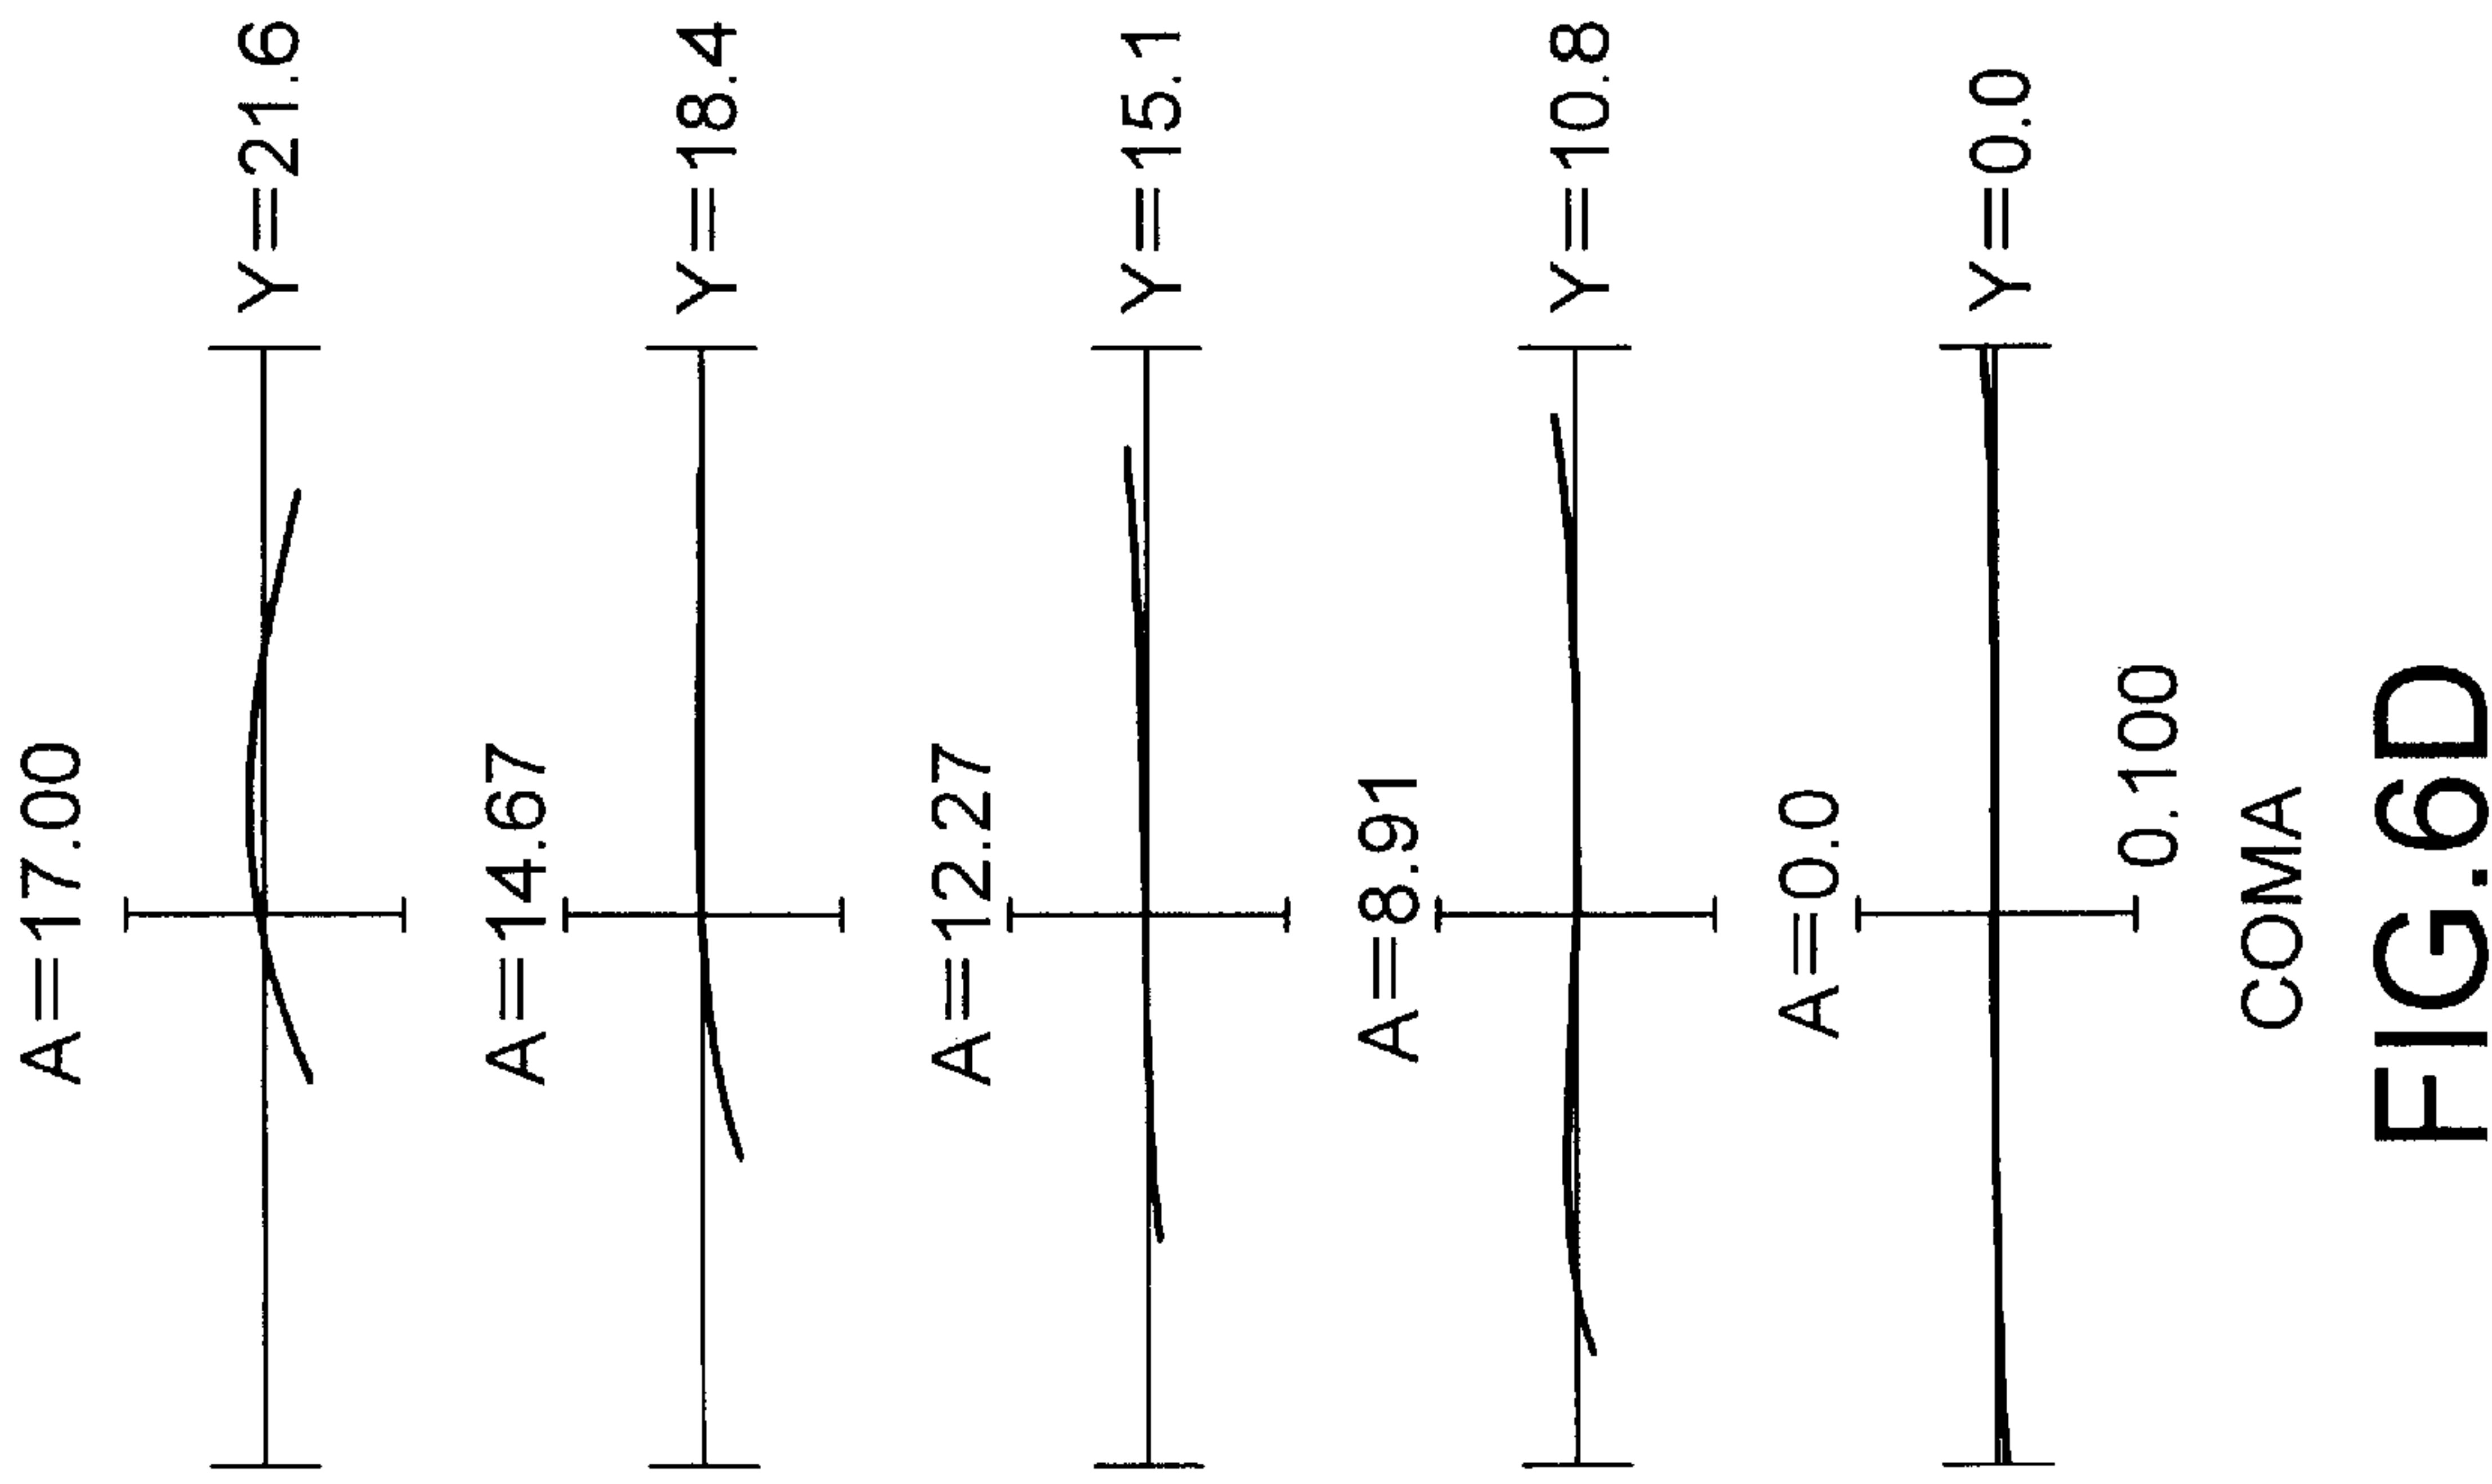 A=17.00
Y=21.6
A=14.67
Y=18.4
A=12.27
Y=15.1
A=8.91
Y=10.8
A=0.0
Y=0.0
0.100
COMA
FIG.6D